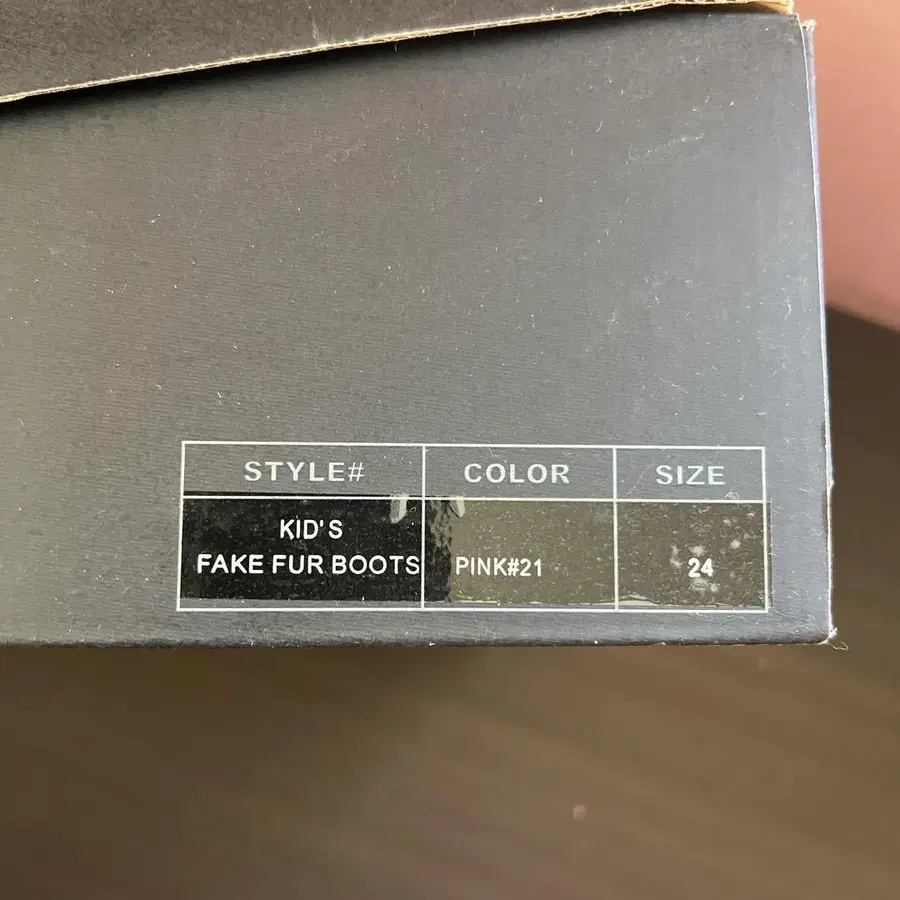 STYLE# COLOR SIZE
KID'S
FAKE FUR BOOTS PINK#21 24